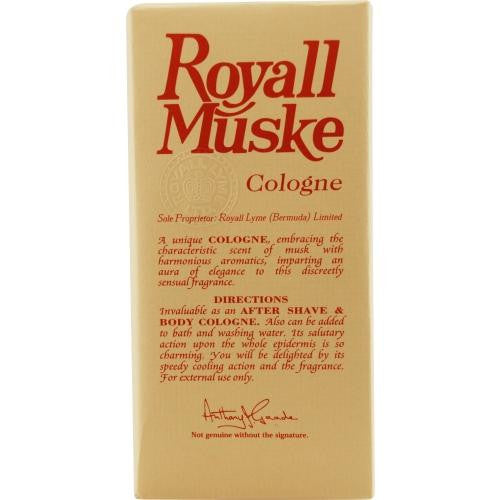 Royall
Muske
Cologne
Sole Proprietor: Royall Lyme (Bermuda) Limited
A unique COLOGNE, embracing the
characteristic scent of musk with
harmonious aromatics, imparting an
aura of elegance to this discreetly
sensual fragrance.
DIRECTIONS
Invaluable as an AFTER SHAVE &
BODY COLOGNE. Also can be added
to bath and washing water. Its salutary
action upon the whole epidermis is so
charming. You will be delighted by its
speedy cooling action and the fragrance.
For external use only.
Not genuine without the signature.